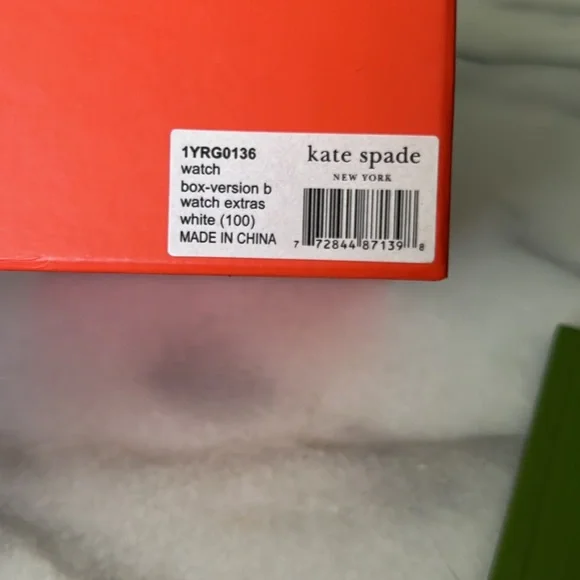 1YRG0136
watch
box-version b
watch extras
white (100)
MADE IN CHINA
kate spade
NEW YORK
7 72844 87139 8